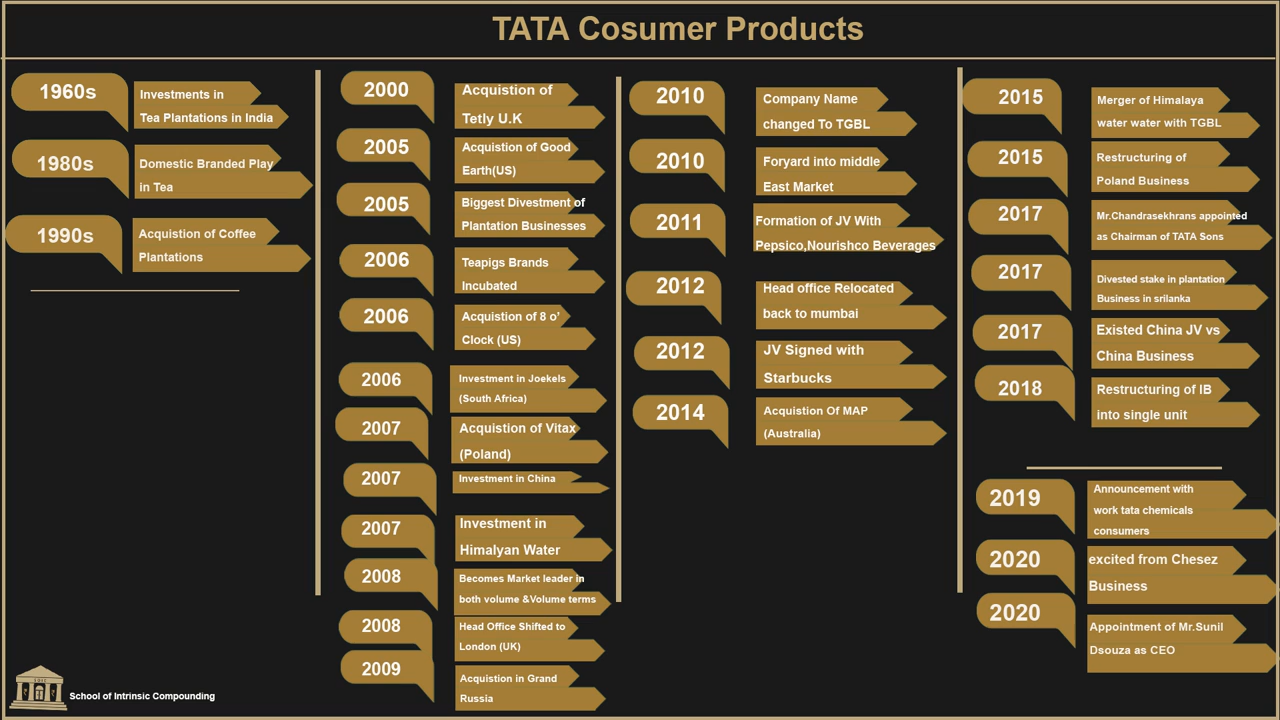 TATA Cosumer Products
1960s
Investments in
Tea Plantations in India
1980s
Domestic Branded Play
in Tea
1990s
Acquistion of Coffee
Plantations
2000
Acquistion of
Tetly U.K
2005
Acquistion of Good
Earth(US)
2005
Biggest Divestment of
Plantation Businesses
2006
Teapigs Brands
Incubated
2006
Acquistion of 8 o'
Clock (US)
2006
Investment in Joekels
(South Africa)
2007
Acquistion of Vitax
(Poland)
2007
Investment in China
2007
Investment in
Himalyan Water
2008
Becomes Market leader in
both volume &Volume terms
2008
Head Office Shifted to
London (UK)
2009
Acquistion in Grand
Russia
2010
Company Name
changed To TGBL
2010
Foryard into middle
East Market
2011
Formation of JV With
Pepsico,Nourishco Beverages
2012
Head office Relocated
back to mumbai
2012
JV Signed with
Starbucks
2014
Acquistion Of MAP
(Australia)
2015
Merger of Himalaya
water water with TGBL
2015
Restructuring of
Poland Business
2017
Mr.Chandrasekhrans appointed
as Chairman of TATA Sons
2017
Divested stake in plantation
Business in srilanka
2017
Existed China JV vs
China Business
2018
Restructuring of IB
into single unit
2019
Announcement with
work tata chemicals
consumers
2020
excited from Chesez
Business
2020
Appointment of Mr.Sunil
Dsouza as CEO
School of Intrinsic Compounding